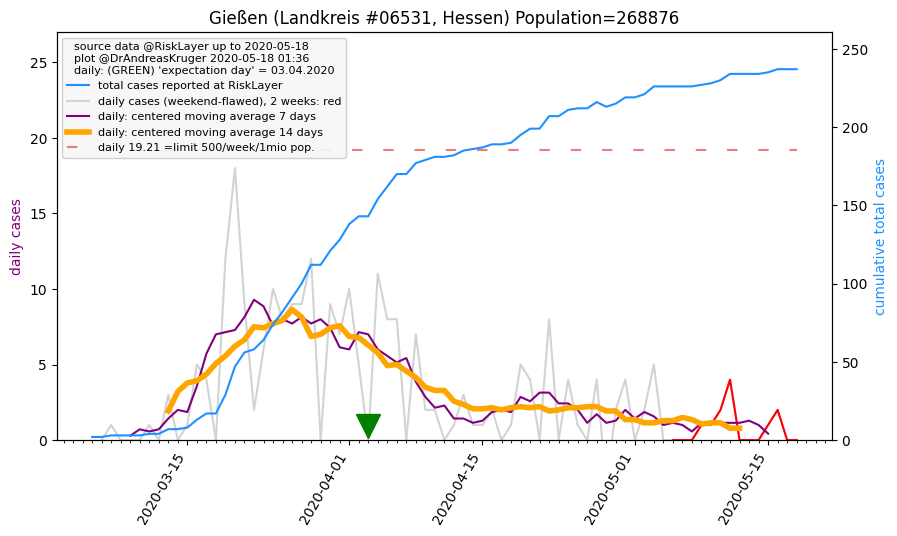 Gießen (Landkreis #06531, Hessen) Population=268876
source data @RiskLayer up to 2020-05-18
plot @DrAndreasKruger 2020-05-18 01:36
daily: (GREEN) 'expectation day' = 03.04.2020
total cases reported at RiskLayer
daily cases (weekend-flawed), 2 weeks: red
daily: centered moving average 7 days
daily: centered moving average 14 days
daily 19.21 =limit 500/week/1mio pop.
daily cases
25
20
15
10
5
0
cumulative total cases
250
200
150
100
50
0
2020-03-15
2020-04-01
2020-04-15
2020-05-01
2020-05-15